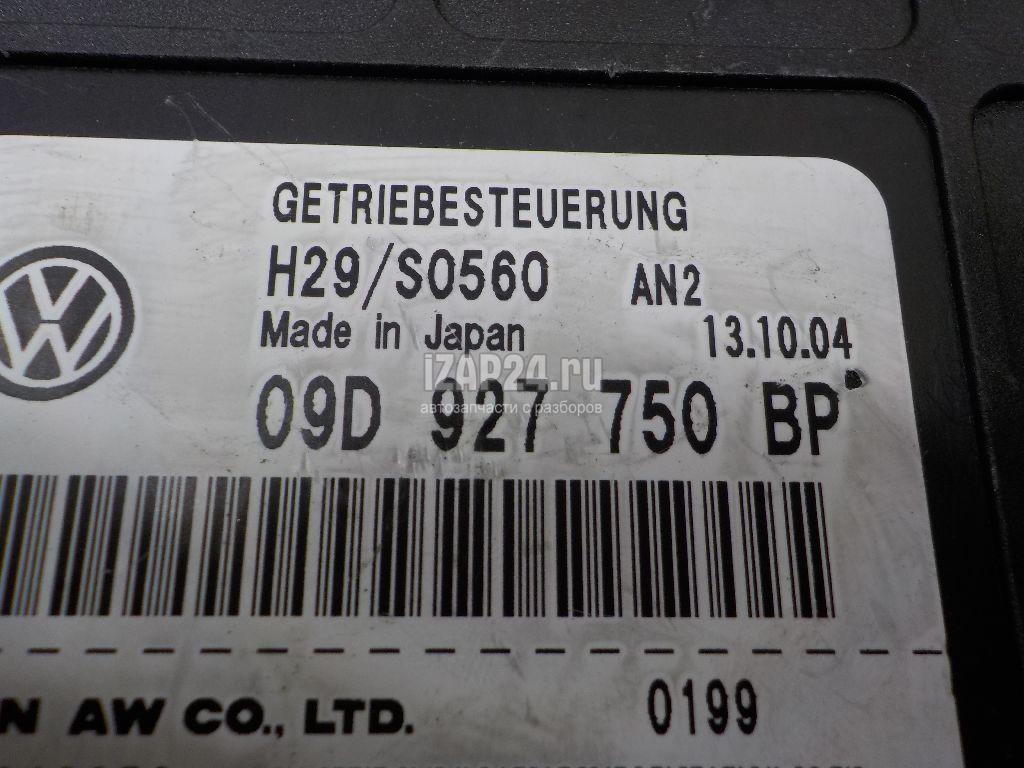 GETRIEBESTEUERUNG
H29/S0560 AN2
Made in Japan 13.10.04
iZAP24.ru
автозапчасти с разборов
09D 927 750 BP
N AW CO., LTD.
0199